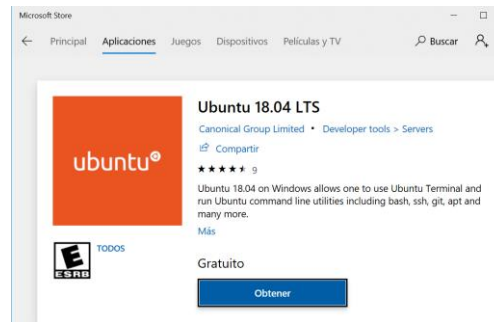 Microsoft Store
Principal Aplicaciones Juegos Dispositivos Películas y TV Buscar
Ubuntu 18.04 LTS
Canonical Group Limited • Developer tools > Servers
Compartir
9
ubuntu®
Ubuntu 18.04 on Windows allows one to use Ubuntu Terminal and
run Ubuntu command line utilities including bash, ssh, git, apt and
many more.
Más
E
ESRB
TODOS
Gratuito
Obtener